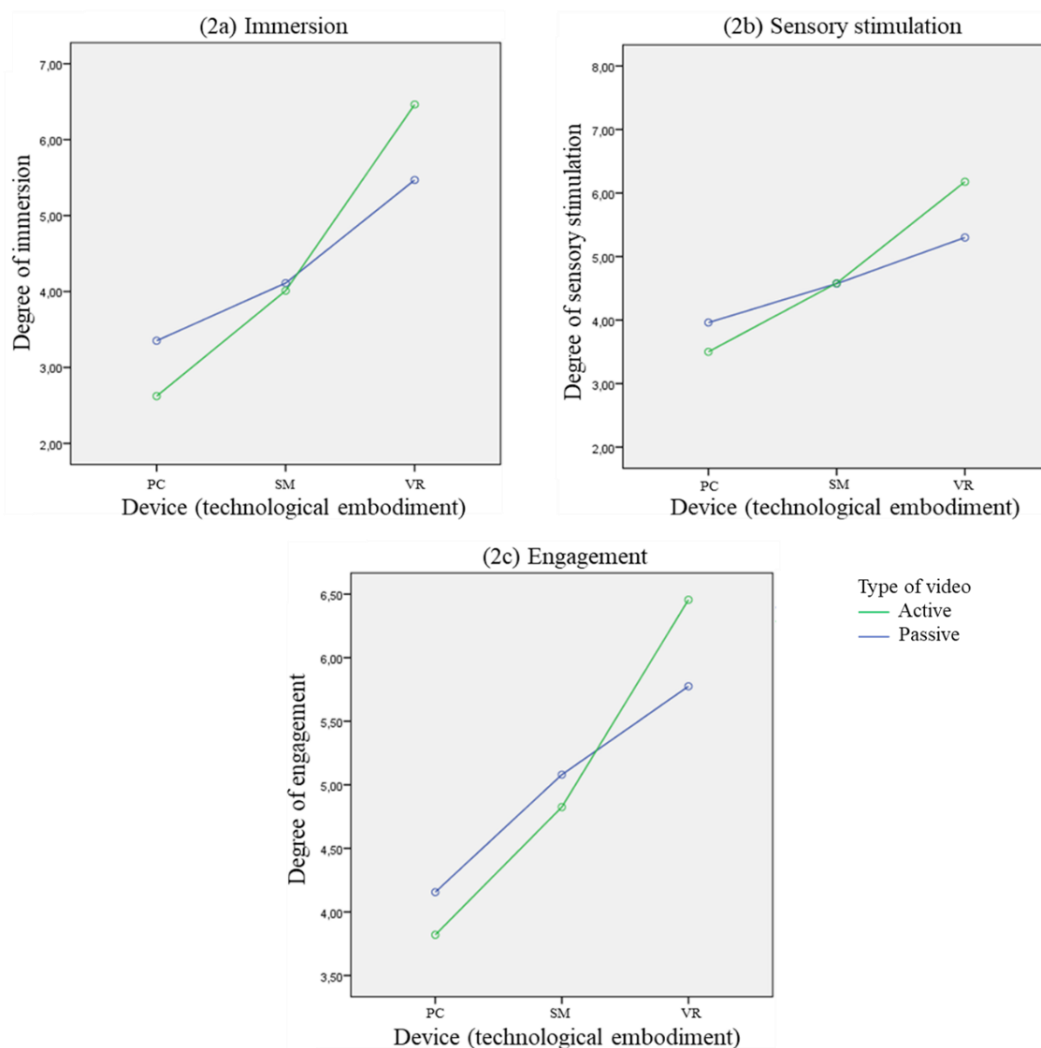 (2a) Immersion
Degree of immersion
7,00
6,00
5,00
4,00
3,00
2,00
PC SM VR
Device (technological embodiment)
(2b) Sensory stimulation
Degree of sensory stimulation
8,00
7,00
6,00
5,00
4,00
3,00
2,00
PC SM VR
Device (technological embodiment)
(2c) Engagement
Degree of engagement
6,50
6,00
5,50
5,00
4,50
4,00
3,50
PC SM VR
Device (technological embodiment)
Type of video
Active
Passive